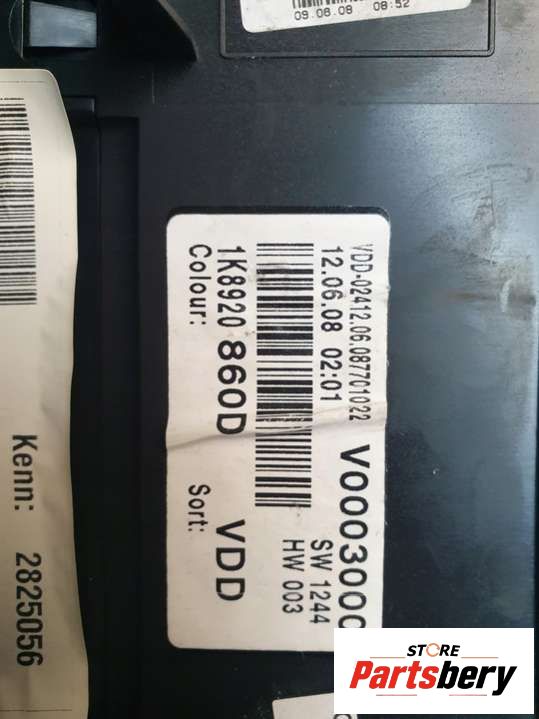 09.06.08 08:52
VDD-02412.06.087701022
12.06.08 02:01
V0003000
SW 1244
HW 003
1K8920 860D
Colour:
Sort: VDD
Kenn: 2825056
STORE
Partsbery